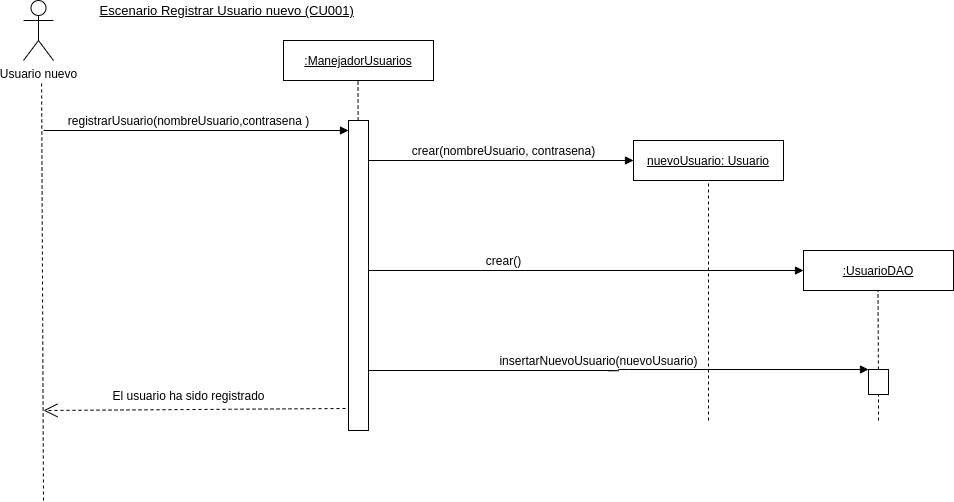 Escenario Registrar Usuario nuevo (CU001)
Usuario nuevo
:ManejadorUsuarios
registrarUsuario(nombreUsuario,contrasena )
crear(nombreUsuario, contrasena)
nuevoUsuario: Usuario
crear()
:UsuarioDAO
insertarNuevoUsuario(nuevoUsuario)
El usuario ha sido registrado